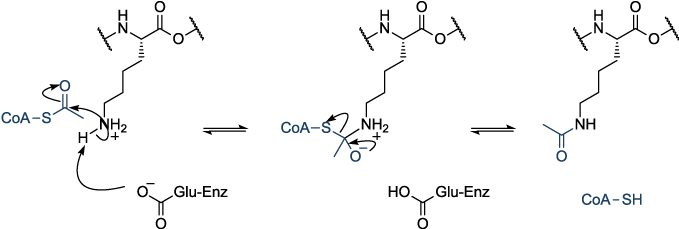 H
N
O
O
O
CoA-S
NH2
H
+
O−
Glu-Enz
O
H
N
O
O
CoA-S
NH2
+
O−
HO
Glu-Enz
O
H
N
O
O
NH
O
CoA-SH